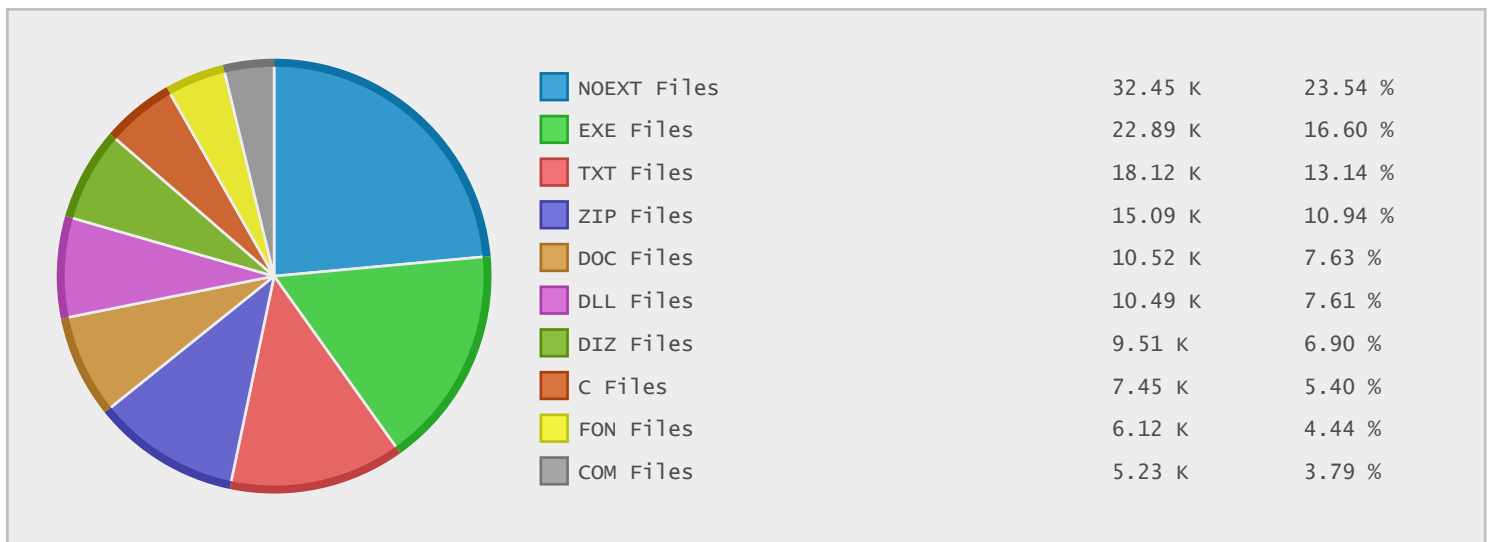 NOEXT Files 32.45 K 23.54 %
EXE Files 22.89 K 16.60 %
TXT Files 18.12 K 13.14 %
ZIP Files 15.09 K 10.94 %
DOC Files 10.52 K 7.63 %
DLL Files 10.49 K 7.61 %
DIZ Files 9.51 K 6.90 %
C Files 7.45 K 5.40 %
FON Files 6.12 K 4.44 %
COM Files 5.23 K 3.79 %